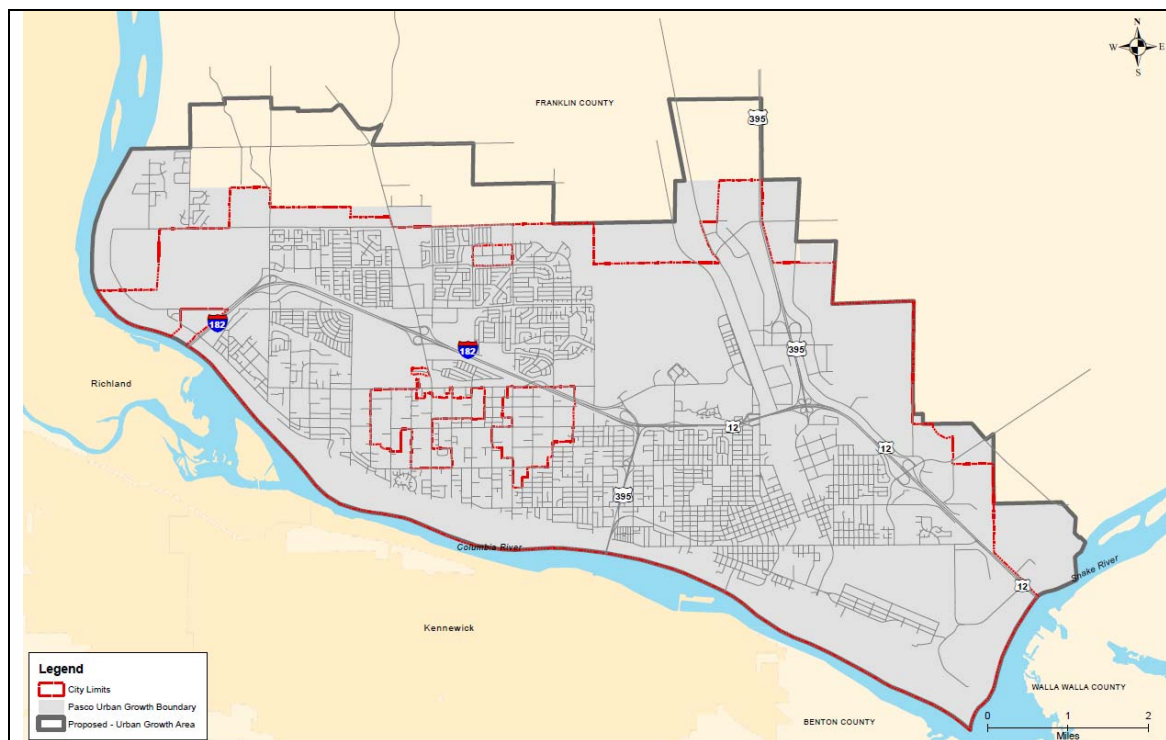 N
W E
S
FRANKLIN COUNTY
395
182
182
395
Richland
12
12
395
Columbia River
Snake River
12
Kennewick
WALLA WALLA COUNTY
BENTON COUNTY
Legend
City Limits
Pasco Urban Growth Boundary
Proposed - Urban Growth Area
0 1 2
Miles